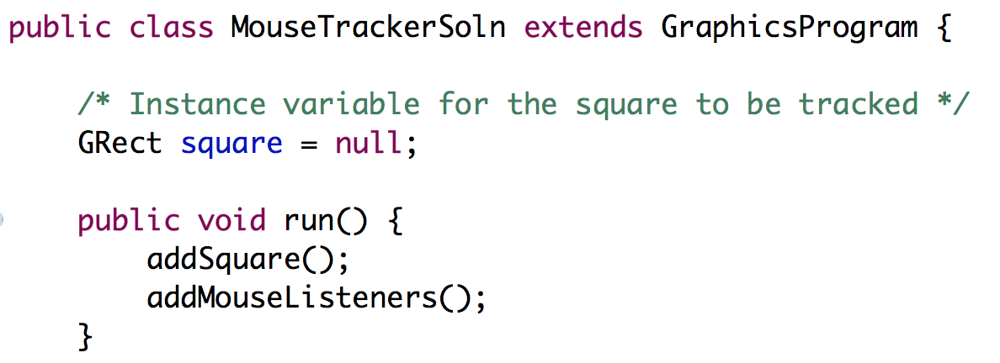 public class MouseTrackerSoln extends GraphicsProgram {
/* Instance variable for the square to be tracked */
GRect square = null;
public void run() {
addSquare();
addMouseListeners();
}